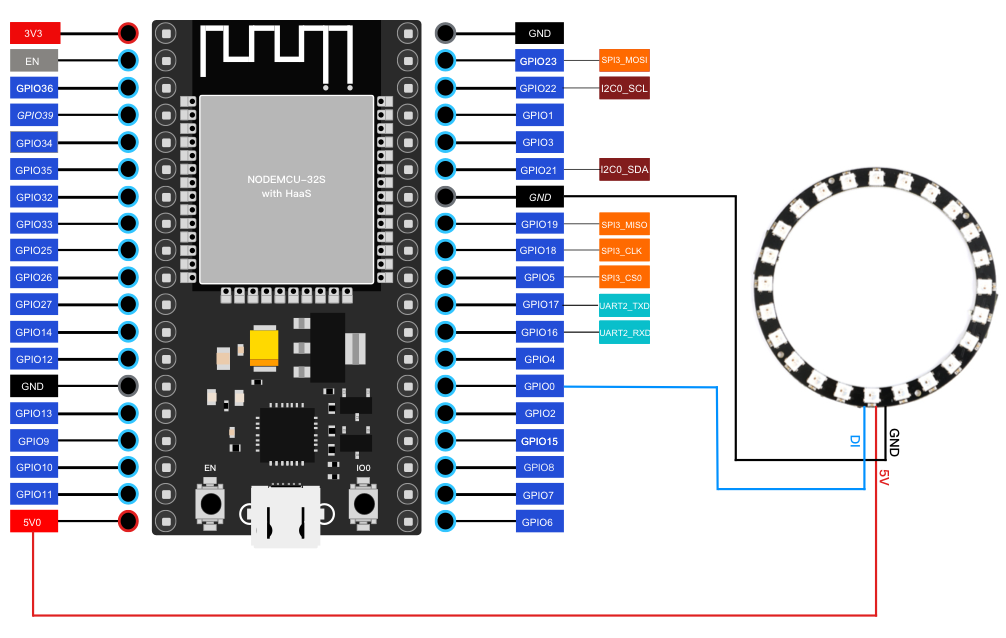 3V3
EN
GPIO36
GPIO39
GPIO34
GPIO35
GPIO32
GPIO33
GPIO25
GPIO26
GPIO27
GPIO14
GPIO12
GND
GPIO13
GPIO9
GPIO10
GPIO11
5V0
NODEMCU-32S
with HaaS
EN
IO0
GND
GPIO23 SPI3_MOSI
GPIO22 I2C0_SCL
GPIO1
GPIO3
GPIO21 I2C0_SDA
GND
GPIO19 SPI3_MISO
GPIO18 SPI3_CLK
GPIO5 SPI3_CS0
GPIO17 UART2_TXD
GPIO16 UART2_RXD
GPIO4
GPIO0
GPIO2
GPIO15
GPIO8
GPIO7
GPIO6
DI
GND
5V